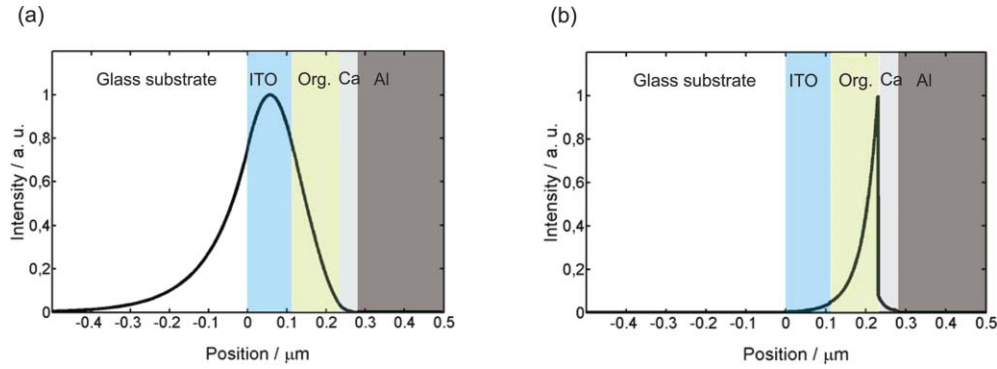 (a)
Glass substrate ITO Org. Ca Al
1
0,8
0,6
0,4
0,2
0
Intensity / a. u.
-0.4 -0.3 -0.2 -0.1 0 0.1 0.2 0.3 0.4 0.5
Position / μm
(b)
Glass substrate ITO Org. Ca Al
1
0,8
0,6
0,4
0,2
0
Intensity / a. u.
-0.4 -0.3 -0.2 -0.1 0 0.1 0.2 0.3 0.4 0.5
Position / μm